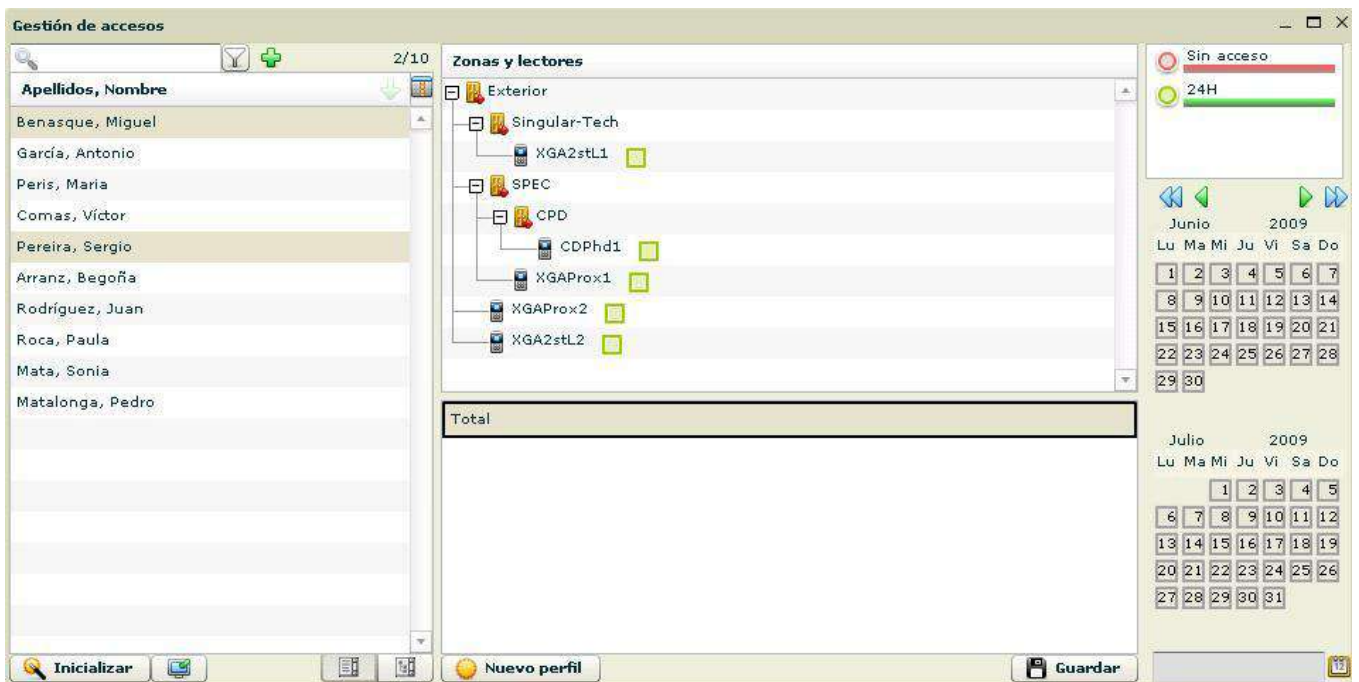 Gestión de accesos
2/10
Apellidos, Nombre
Benasque, Miguel
García, Antonio
Peris, Maria
Comas, Víctor
Pereira, Sergio
Arranz, Begoña
Rodríguez, Juan
Roca, Paula
Mata, Sonia
Matalonga, Pedro
Inicializar
Zonas y lectores
Exterior
Singular-Tech
XGA2stL1
SPEC
CPD
CDPhd1
XGAProx1
XGAProx2
XGA2stL2
Total
Nuevo perfil
Guardar
Sin acceso
24H
Junio 2009
Lu Ma Mi Ju Vi Sa Do
1 2 3 4 5 6 7
8 9 10 11 12 13 14
15 16 17 18 19 20 21
22 23 24 25 26 27 28
29 30
Julio 2009
Lu Ma Mi Ju Vi Sa Do
1 2 3 4 5
6 7 8 9 10 11 12
13 14 15 16 17 18 19
20 21 22 23 24 25 26
27 28 29 30 31
12